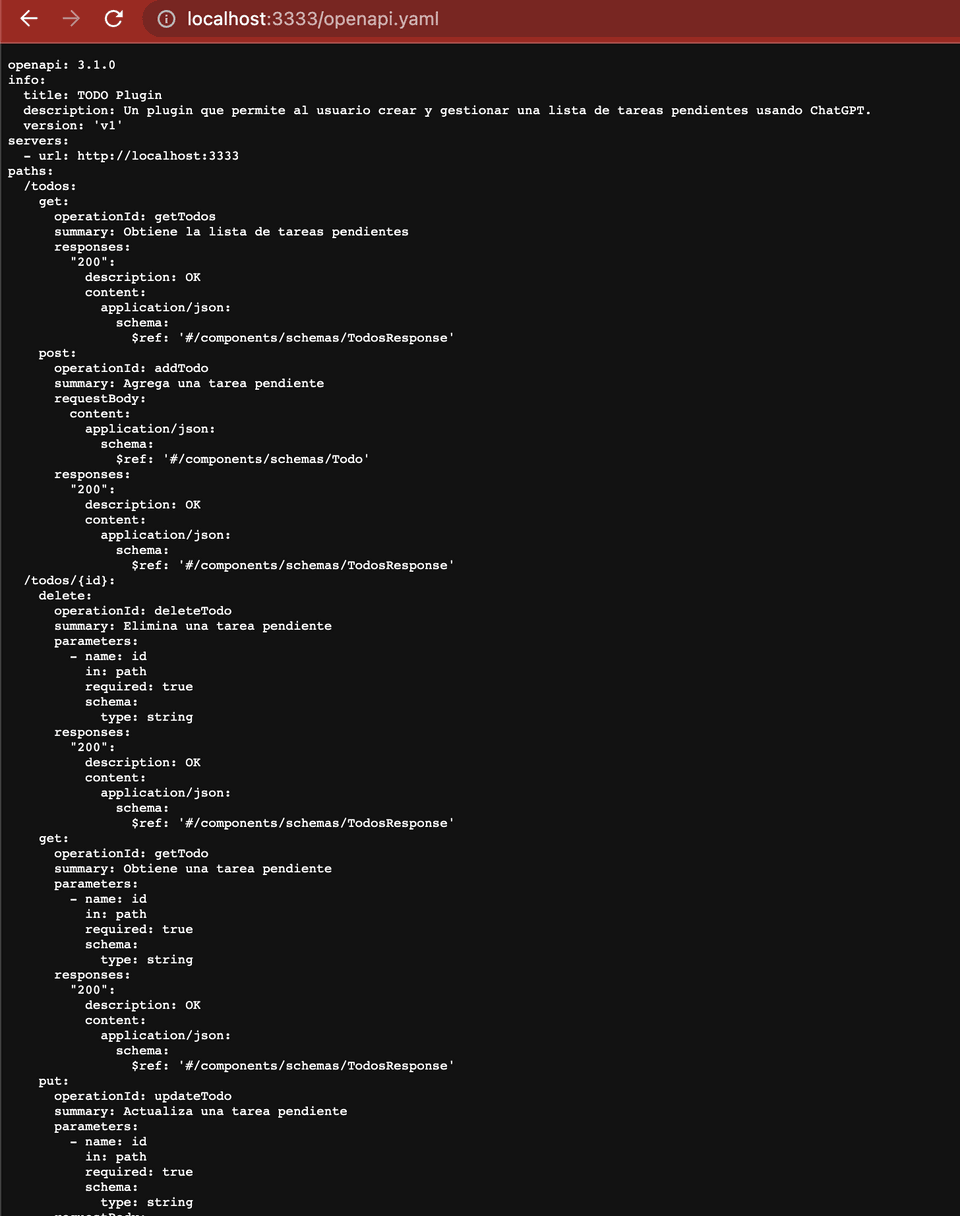 localhost:3333/openapi.yaml
openapi: 3.1.0
info:
  title: TODO Plugin
  description: Un plugin que permite al usuario crear y gestionar una lista de tareas pendientes usando ChatGPT.
  version: 'v1'
servers:
  - url: http://localhost:3333
paths:
  /todos:
    get:
      operationId: getTodos
      summary: Obtiene la lista de tareas pendientes
      responses:
        "200":
          description: OK
          content:
            application/json:
              schema:
                $ref: '#/components/schemas/TodosResponse'
    post:
      operationId: addTodo
      summary: Agrega una tarea pendiente
      requestBody:
        content:
          application/json:
            schema:
              $ref: '#/components/schemas/Todo'
      responses:
        "200":
          description: OK
          content:
            application/json:
              schema:
                $ref: '#/components/schemas/TodosResponse'
  /todos/{id}:
    delete:
      operationId: deleteTodo
      summary: Elimina una tarea pendiente
      parameters:
        - name: id
          in: path
          required: true
          schema:
            type: string
      responses:
        "200":
          description: OK
          content:
            application/json:
              schema:
                $ref: '#/components/schemas/TodosResponse'
    get:
      operationId: getTodo
      summary: Obtiene una tarea pendiente
      parameters:
        - name: id
          in: path
          required: true
          schema:
            type: string
      responses:
        "200":
          description: OK
          content:
            application/json:
              schema:
                $ref: '#/components/schemas/TodosResponse'
    put:
      operationId: updateTodo
      summary: Actualiza una tarea pendiente
      parameters:
        - name: id
          in: path
          required: true
          schema:
            type: string